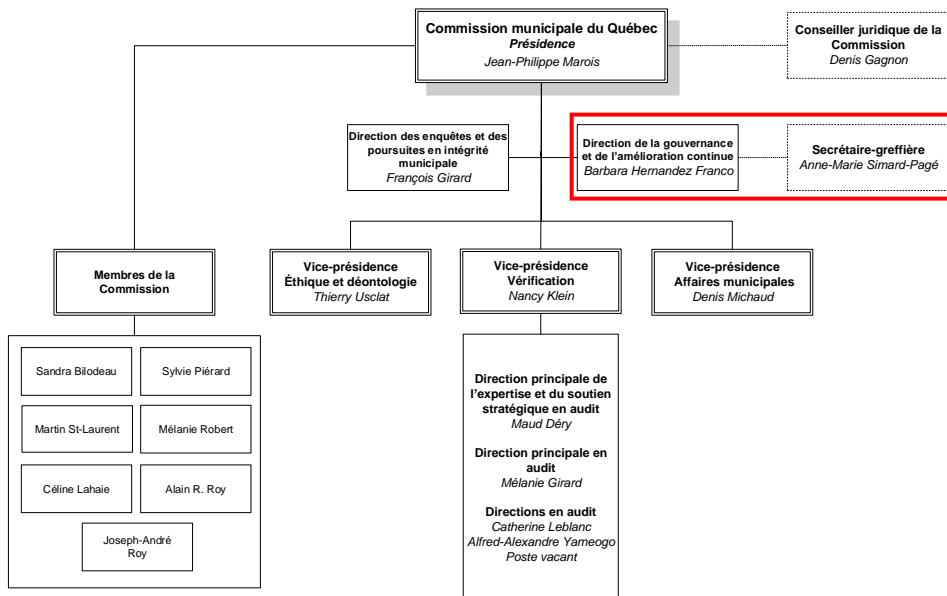 Commission municipale du Québec
Présidence
Jean-Philippe Marois
Conseiller juridique de la
Commission
Denis Gagnon
Direction des enquêtes et des
poursuites en intégrité
municipale
François Girard
Direction de la gouvernance
et de l'amélioration continue
Barbara Hernandez Franco
Secrétaire-greffière
Anne-Marie Simard-Pagé
Membres de la
Commission
Vice-présidence
Éthique et déontologie
Thierry Usclat
Vice-présidence
Vérification
Nancy Klein
Vice-présidence
Affaires municipales
Denis Michaud
Sandra Bilodeau
Sylvie Piérard
Martin St-Laurent
Mélanie Robert
Céline Lahaie
Alain R. Roy
Joseph-André
Roy
Direction principale de
l'expertise et du soutien
stratégique en audit
Maud Déry
Direction principale en
audit
Mélanie Girard
Directions en audit
Catherine Leblanc
Alfred-Alexandre Yameogo
Poste vacant